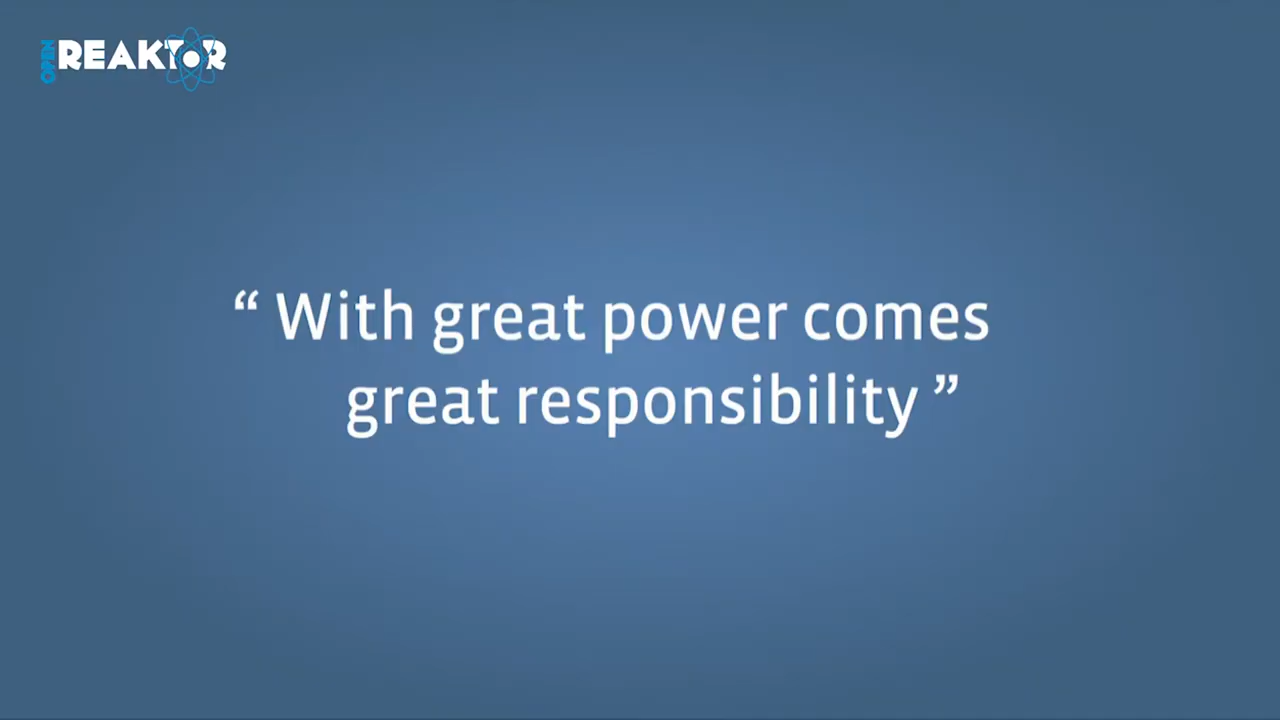 OPEN REAKTOR
“ With great power comes
great responsibility ”